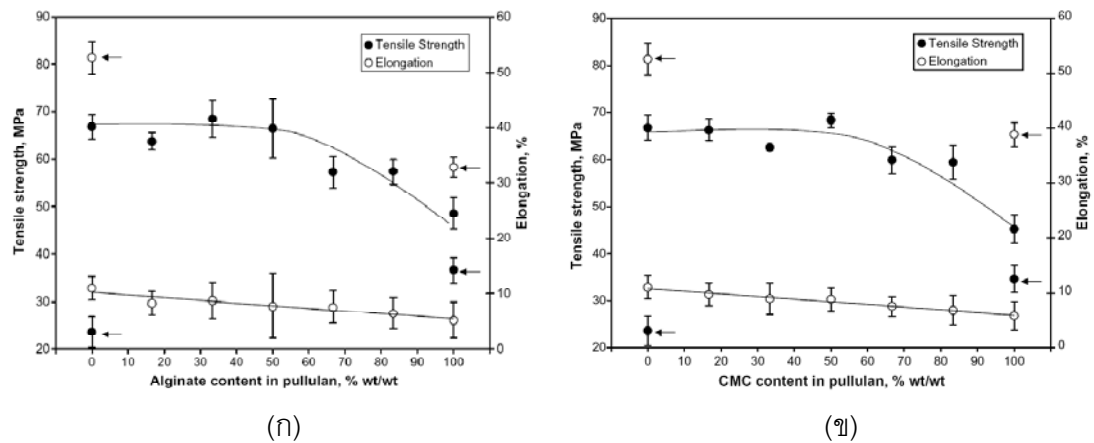 90
80
70
60
50
40
30
20
Tensile strength, MPa
0 10 20 30 40 50 60 70 80 90 100
Alginate content in pullulan, % wt/wt
60
50
40
30
20
10
0
Elongation, %
Tensile Strength
Elongation
(ก)
90
80
70
60
50
40
30
20
Tensile strength, MPa
0 10 20 30 40 50 60 70 80 90 100
CMC content in pullulan, % wt/wt
60
50
40
30
20
10
0
Elongation, %
Tensile Strength
Elongation
(ข)